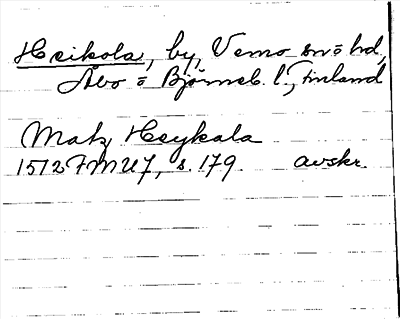 Heikola, by, Vemo sn o hd,
Åbo o Björneb. l., Finland
Matz Heykala
1512 FMU 7, s. 179. avskr.